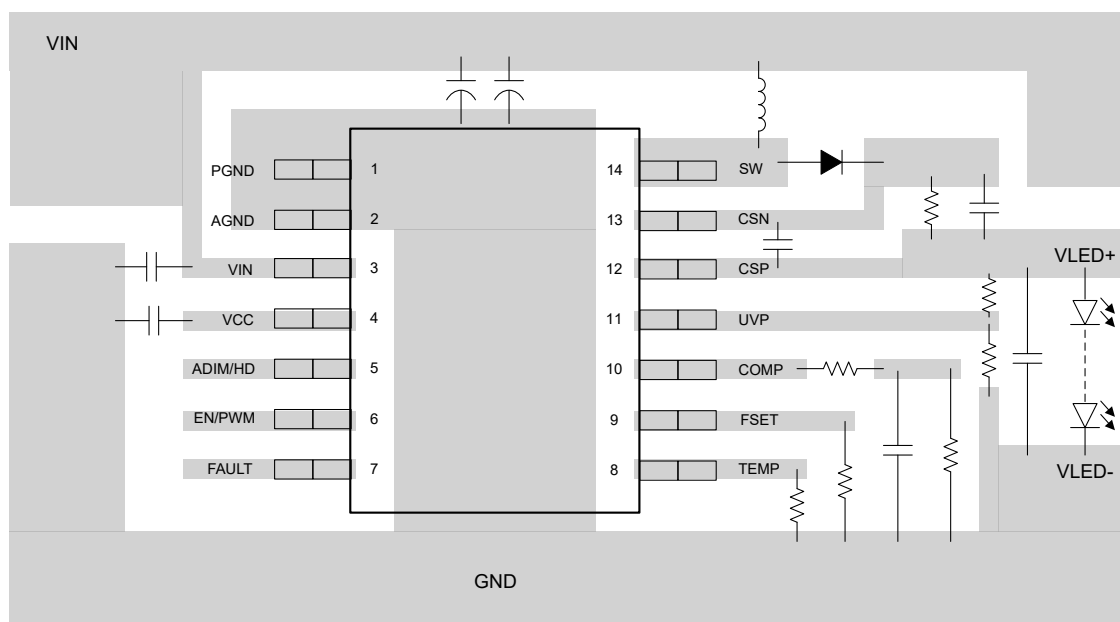 VIN
PGND 1 14 SW
AGND 2 13 CSN
VIN 3 12 CSP
VLED+
VCC 4 11 UVP
ADIM/HD 5 10 COMP
EN/PWM 6 9 FSET
FAULT 7 8 TEMP
VLED-
GND